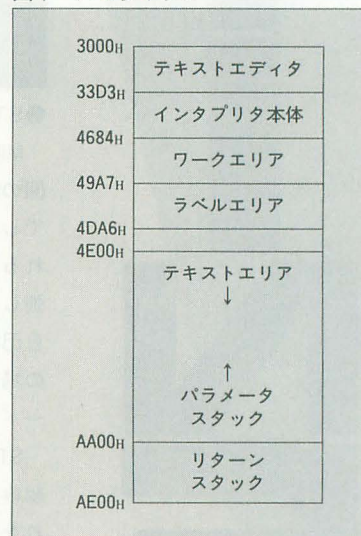 3000H
テキストエディタ
33D3H
インタプリタ本体
4684H
ワークエリア
49A7H
ラベルエリア
4DA6H
4E00H
テキストエリア
↓
↑
パラメータ
スタック
AA00H
リターン
スタック
AE00H